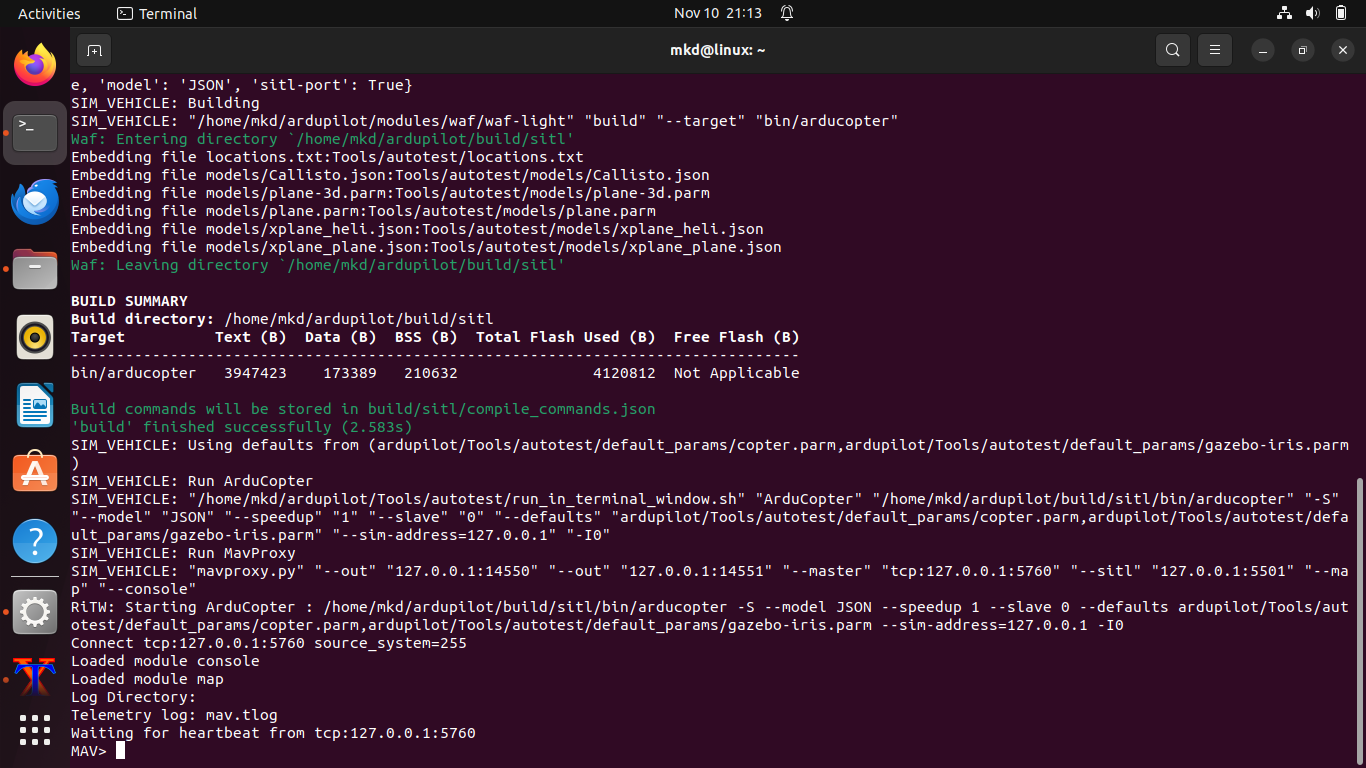 Activities
Terminal
Nov 10 21:13
mkd@linux: ~
e, 'model': 'JSON', 'sitl-port': True}
SIM_VEHICLE: Building
SIM_VEHICLE: "/home/mkd/ardupilot/modules/waf/waf-light" "build" "--target" "bin/arducopter"
Waf: Entering directory `/home/mkd/ardupilot/build/sitl'
Embedding file locations.txt:Tools/autotest/locations.txt
Embedding file models/Callisto.json:Tools/autotest/models/Callisto.json
Embedding file models/plane-3d.parm:Tools/autotest/models/plane-3d.parm
Embedding file models/plane.parm:Tools/autotest/models/plane.parm
Embedding file models/xplane_heli.json:Tools/autotest/models/xplane_heli.json
Embedding file models/xplane_plane.json:Tools/autotest/models/xplane_plane.json
Waf: Leaving directory `/home/mkd/ardupilot/build/sitl'
BUILD SUMMARY
Build directory: /home/mkd/ardupilot/build/sitl
Target Text (B) Data (B) BSS (B) Total Flash Used (B) Free Flash (B)
---------------------------------------------------------------------------------
bin/arducopter 3947423 173389 210632 4120812 Not Applicable
Build commands will be stored in build/sitl/compile_commands.json
'build' finished successfully (2.583s)
SIM_VEHICLE: Using defaults from (ardupilot/Tools/autotest/default_params/copter.parm,ardupilot/Tools/autotest/default_params/gazebo-iris.parm
)
SIM_VEHICLE: Run ArduCopter
SIM_VEHICLE: "/home/mkd/ardupilot/Tools/autotest/run_in_terminal_window.sh" "ArduCopter" "/home/mkd/ardupilot/build/sitl/bin/arducopter" "-S"
"--model" "JSON" "--speedup" "1" "--slave" "0" "--defaults" "ardupilot/Tools/autotest/default_params/copter.parm,ardupilot/Tools/autotest/defa
ult_params/gazebo-iris.parm" "--sim-address=127.0.0.1" "-I0"
SIM_VEHICLE: Run MavProxy
SIM_VEHICLE: "mavproxy.py" "--out" "127.0.0.1:14550" "--out" "127.0.0.1:14551" "--master" "tcp:127.0.0.1:5760" "--sitl" "127.0.0.1:5501" "--ma
p" "--console"
RiTW: Starting ArduCopter : /home/mkd/ardupilot/build/sitl/bin/arducopter -S --model JSON --speedup 1 --slave 0 --defaults ardupilot/Tools/aut
otest/default_params/copter.parm,ardupilot/Tools/autotest/default_params/gazebo-iris.parm --sim-address=127.0.0.1 -I0
Connect tcp:127.0.0.1:5760 source_system=255
Loaded module console
Loaded module map
Log Directory:
Telemetry log: mav.tlog
Waiting for heartbeat from tcp:127.0.0.1:5760
MAV>